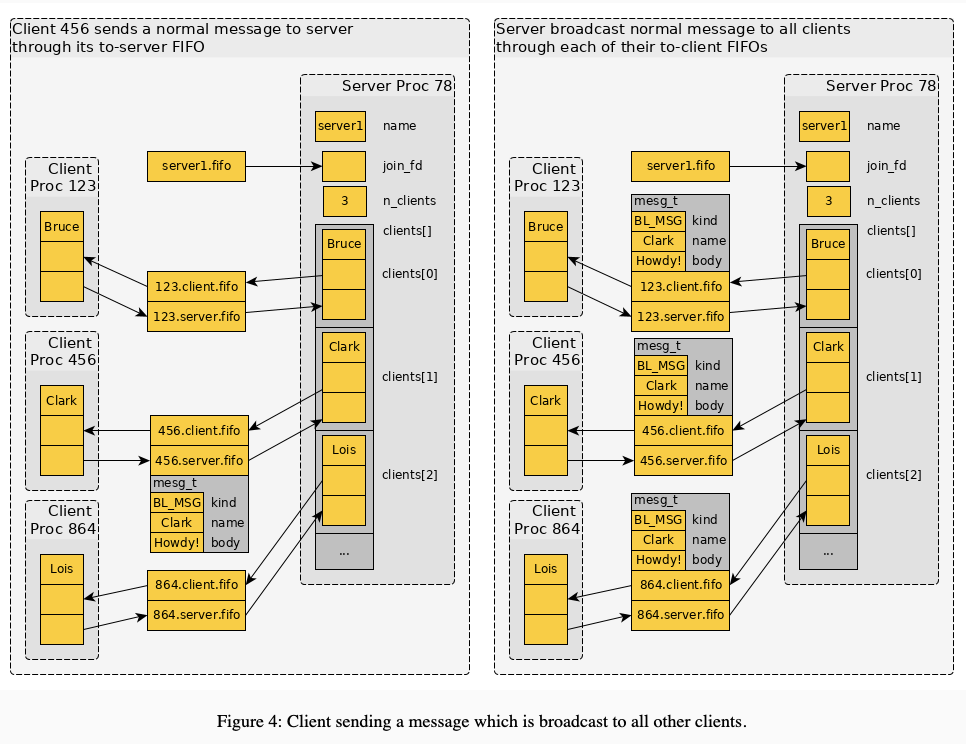 Client 456 sends a normal message to server
through its to-server FIFO
Server Proc 78
server1 name
server1.fifo join_fd
3 n_clients
clients[]
Client
Proc 123
Bruce
Bruce
clients[0]
123.client.fifo
123.server.fifo
Client
Proc 456
Clark
Clark
clients[1]
456.client.fifo
456.server.fifo
mesg_t
BL_MSG kind
Clark name
Howdy! body
Lois
clients[2]
...
Client
Proc 864
Lois
864.client.fifo
864.server.fifo
Server broadcast normal message to all clients
through each of their to-client FIFOs
Server Proc 78
server1 name
server1.fifo join_fd
3 n_clients
clients[]
Client
Proc 123
Bruce
mesg_t
BL_MSG kind
Clark name
Howdy! body
123.client.fifo
123.server.fifo
Bruce
clients[0]
Client
Proc 456
Clark
mesg_t
BL_MSG kind
Clark name
Howdy! body
456.client.fifo
456.server.fifo
Clark
clients[1]
Client
Proc 864
Lois
mesg_t
BL_MSG kind
Clark name
Howdy! body
864.client.fifo
864.server.fifo
Lois
clients[2]
...
Figure 4: Client sending a message which is broadcast to all other clients.